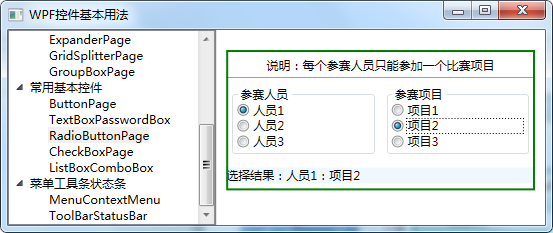 WPF控件基本用法
ExpanderPage
GridSplitterPage
GroupBoxPage
常用基本控件
ButtonPage
TextBoxPasswordBox
RadioButtonPage
CheckBoxPage
ListBoxComboBox
菜单工具条状态条
MenuContextMenu
ToolBarStatusBar
说明：每个参赛人员只能参加一个比赛项目
参赛人员
人员1
人员2
人员3
参赛项目
项目1
项目2
项目3
选择结果：人员1：项目2